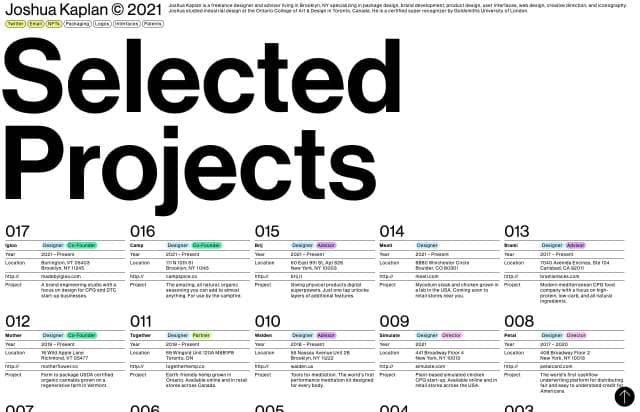 Joshua Kaplan © 2021
Joshua Kaplan is a freelance designer and advisor living in Brooklyn, NY specializing in package design, brand development, product design, user interfaces, web design, creative direction, and iconography.
Joshua studied industrial design at the Ontario College of Art & Design in Toronto, Canada. He is a certified super recognizer by Goldsmiths University of London.
Twitter Email NFTs Packaging Logos Interfaces Patents
Selected
Projects
017
Igloo Designer Co-Founder
Year 2021 – Present
Location Burlington, VT 05403
Brooklyn, NY 11245
http://
Project A brand engineering studio with a
focus on design for CPG and DTC
start-up businesses.
016
Camp Designer Co-Founder
Year 2021 – Present
Location 111 N 10th St
Brooklyn, NY 11245
http://
Project The amazing, all natural, organic
seasoning you can add to almost
anything. For use by the campfire.
015
Brij Designer Advisor
Year 2021 – Present
Location 60 East 9th St, Apt 626
New York, NY 10003
http://
Project Giving physical products digital
superpowers. Just one tap unlocks
layers of additional features.
014
Meati Designer
Year 2021 – Present
Location 6880 Winchester Circle
Boulder, CO 80301
http:// meati.com
Project Mycelium steak and chicken grown in
a lab in the USA. Coming soon to
retail stores near you.
013
Brami Designer Advisor
Year 2017 – Present
Location 7040 Avenida Encinas, Ste 104
Carlsbad, CA 92011
http:// bramisnacks.com
Project Modern mediterranean CPG food
company with a focus on high-
protein, low-carb, and all natural
ingredients.
012
Mother Designer Co-Founder
Year 2019 – Present
Location 16 Wild Apple Lane
Richmond, VT 05477
http:// motherflower.co
Project Farm to package USDA certified
organic cannabis grown on a
regenerative farm in Vermont.
011
Together Designer Partner
Year 2019 – Present
Location
Toronto, ON
http:// togetherhemp.co
Project Earth-friendly hemp grown in
Ontario. Available online and in retail
stores across Canada.
010
Walden Designer Advisor
Year 2018 – Present
Location 56 Nassau Avenue Unit 2B
Brooklyn, NY 11222
http:// walden.us
Project Tools for meditation. The world's first
performance meditation kit designed
for every body.
009
Simulate Designer Director
Year 2021
Location 441 Broadway Floor 4
New York, NY 10013
http:// simulate.com
Project Plant-based simulated chicken
CPG start-up. Available online and in
retail stores across the USA.
008
Petal Designer Director
Year 2017 – 2020
Location 408 Broadway Floor 2
New York, NY 10013
http:// petalcard.com
Project The world's first cashflow
underwriting platform for distributing
fair and easy to understand credit to
Americans.